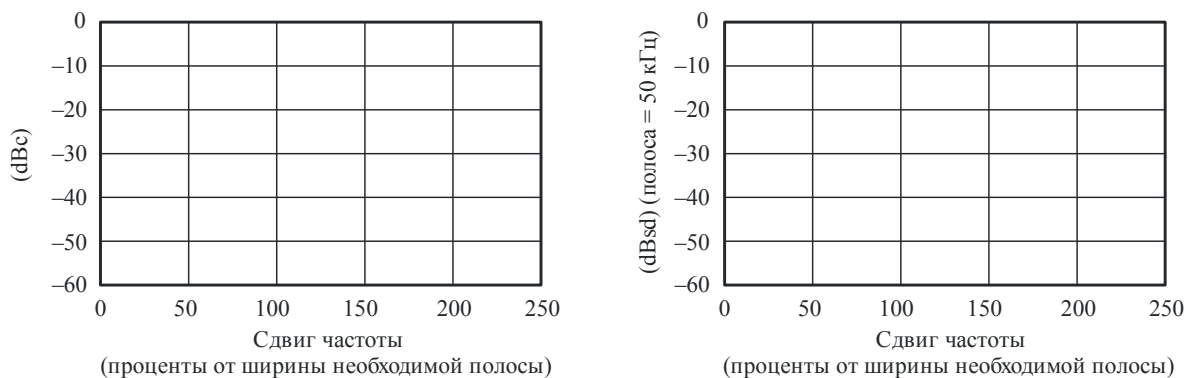 (dBc)
0
–10
–20
–30
–40
–50
–60
0 50 100 150 200 250
Сдвиг частоты
(проценты от ширины необходимой полосы)
(dBsd) (полоса = 50 кГц)
0
–10
–20
–30
–40
–50
–60
0 50 100 150 200 250
Сдвиг частоты
(проценты от ширины необходимой полосы)